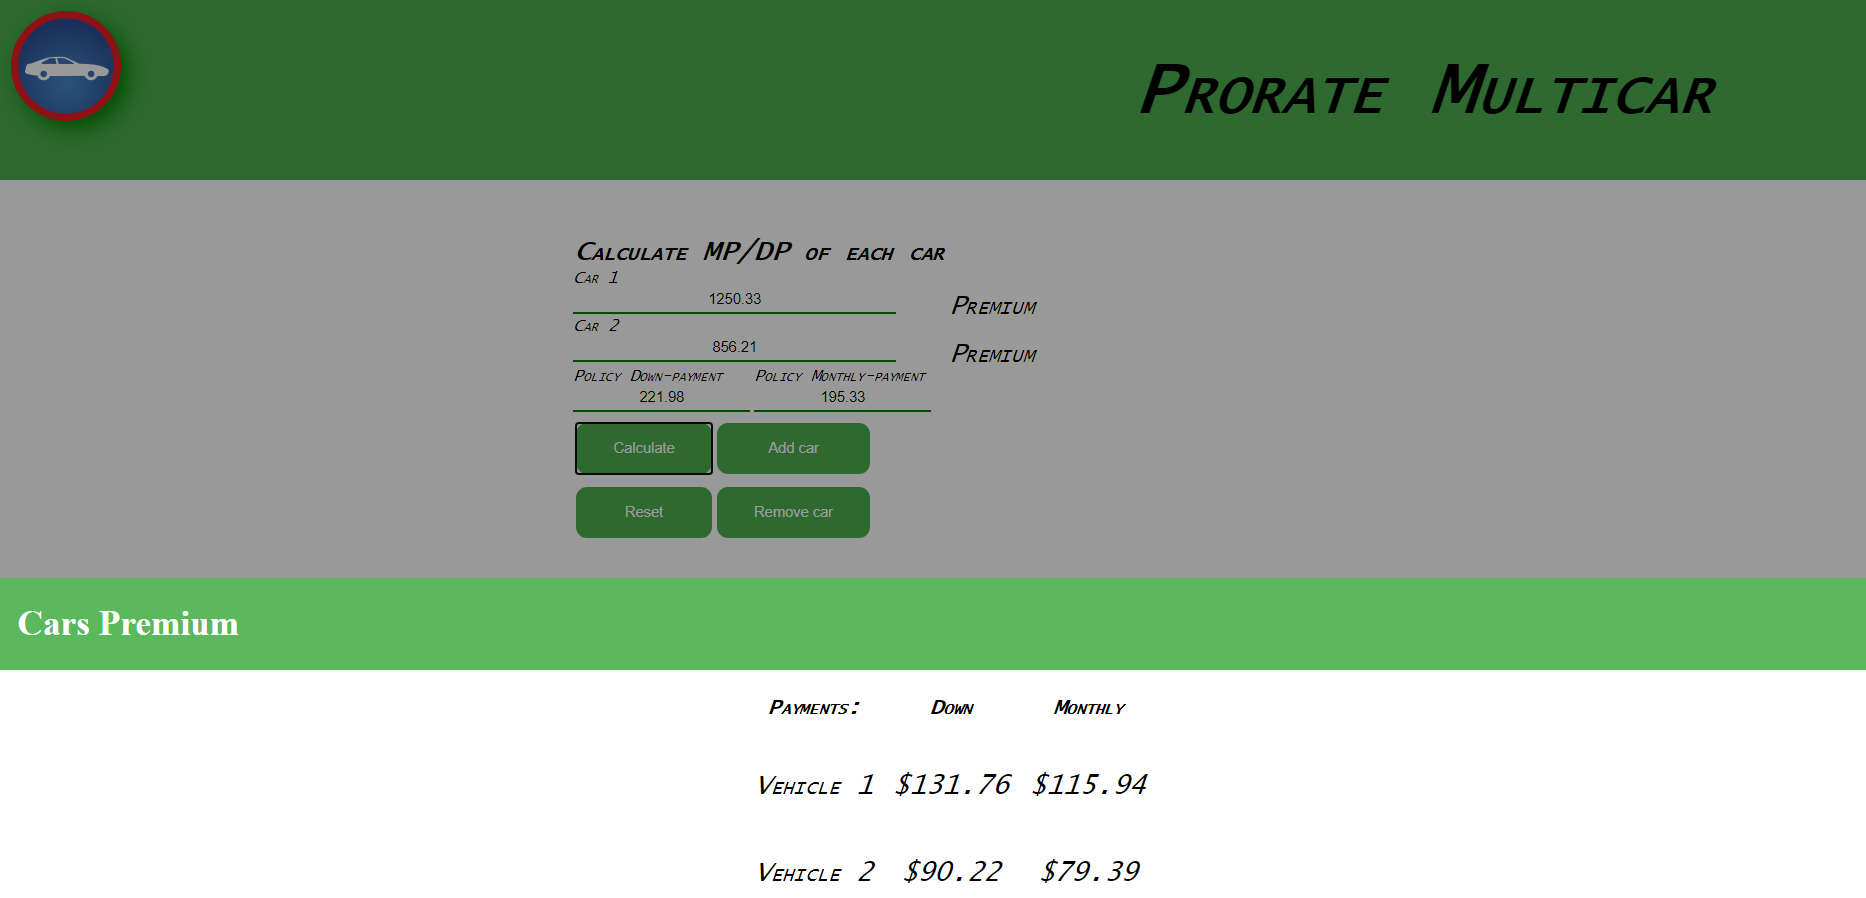 Prorate Multicar
Calculate MP/DP of each car
Car 1
1250.33
Premium
Car 2
856.21
Premium
Policy Down-payment Policy Monthly-payment
221.98 195.33
Calculate Add car
Reset Remove car
Cars Premium
Payments: Down Monthly
Vehicle 1 $131.76 $115.94
Vehicle 2 $90.22 $79.39